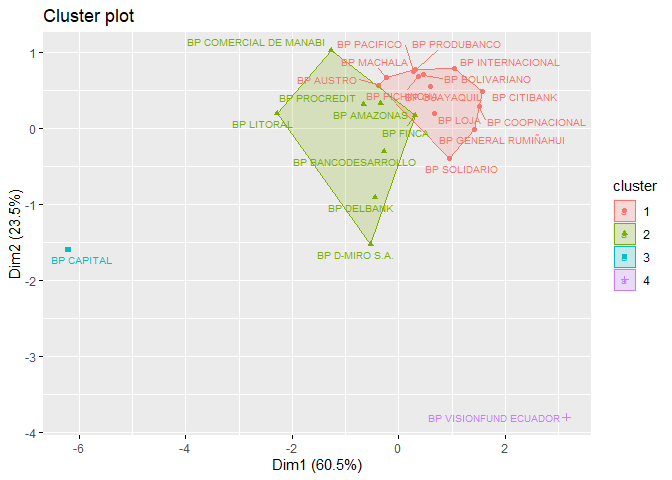 Cluster plot
BP COMERCIAL DE MANABI
BP PACIFICO
BP PRODUBANCO
BP MACHALA
BP INTERNACIONAL
BP AUSTRO
BP BOLIVARIANO
BP PROCREDIT
BP PICHINCHA
BP GUAYAQUIL
BP CITIBANK
BP AMAZONAS
BP LOJA
BP COOPNACIONAL
BP LITORAL
BP FINCA
BP GENERAL RUMIÑAHUI
BP BANCODESARROLLO
BP SOLIDARIO
BP DELBANK
BP D-MIRO S.A.
BP CAPITAL
BP VISIONFUND ECUADOR
1
0
-1
-2
-3
-4
Dim2 (23.5%)
-6
-4
-2
0
2
Dim1 (60.5%)
cluster
1
2
3
4